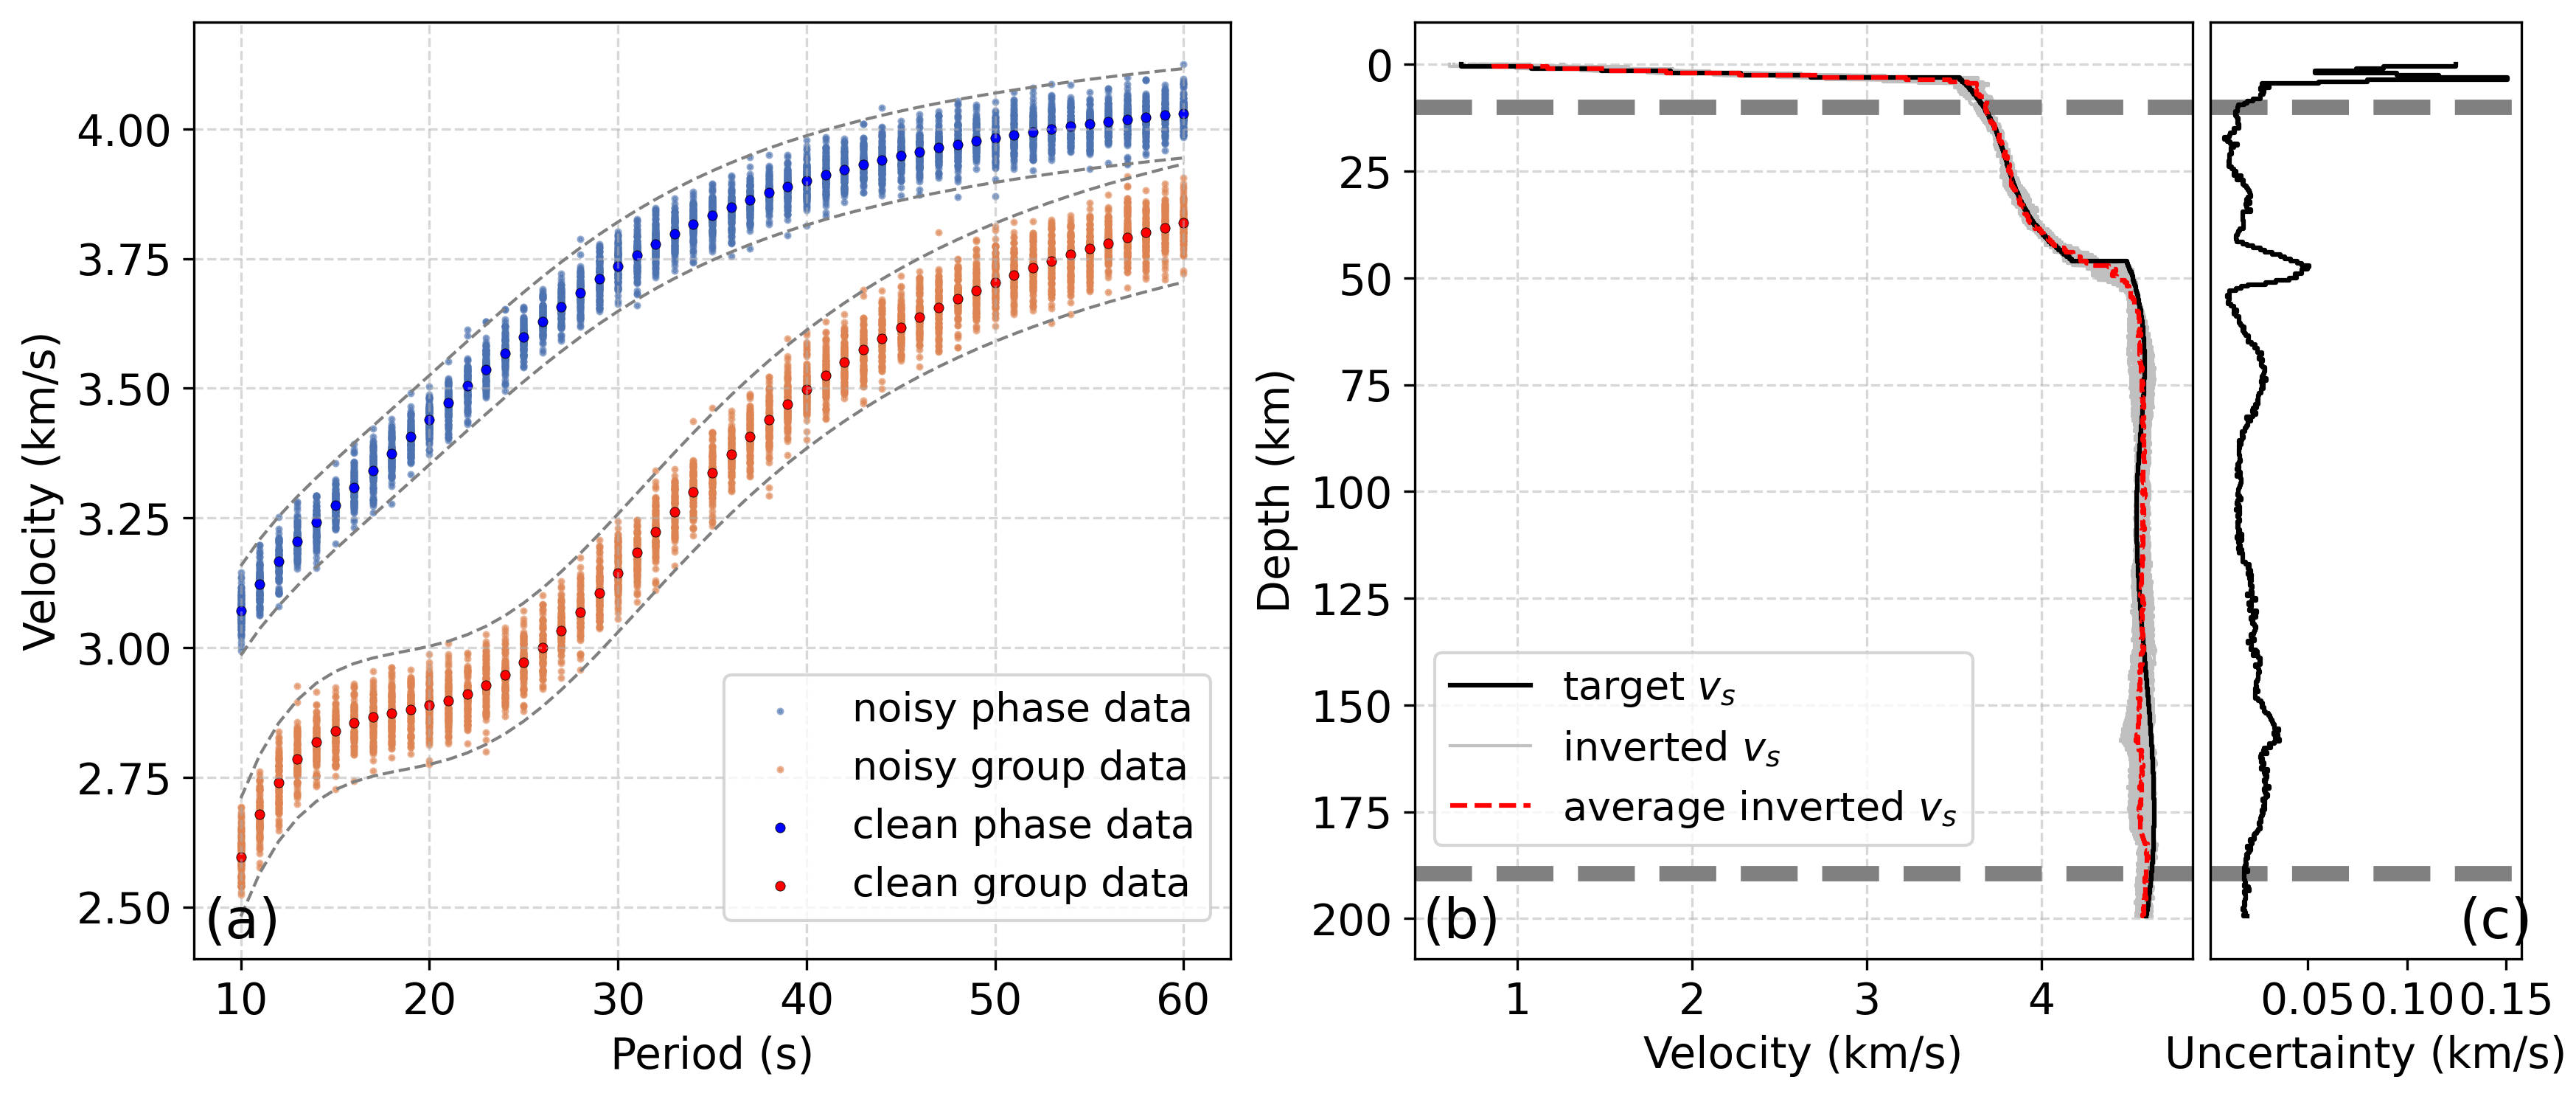 4.00
3.75
3.50
3.25
3.00
2.75
2.50
Velocity (km/s)
10 20 30 40 50 60
Period (s)
(a)
noisy phase data
noisy group data
clean phase data
clean group data
0
25
50
75
100
125
150
175
200
Depth (km)
1 2 3 4
Velocity (km/s)
(b)
target vₛ
inverted vₛ
average inverted vₛ
(c)
0.05 0.10 0.15
Uncertainty (km/s)